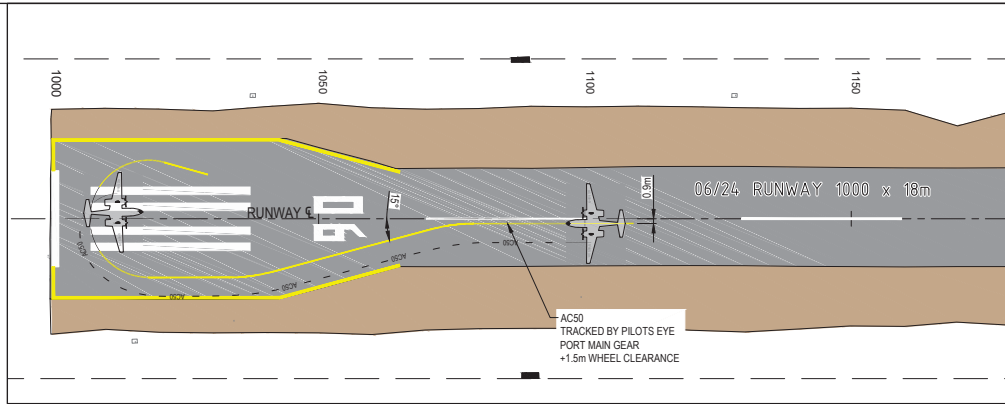 1000
1050
1100
1150
06/24 RUNWAY 1000 x 18m
0.6m
RUNWAY ℄
06
15°
AC50
AC50
AC50
AC50
AC50
AC50
TRACKED BY PILOTS EYE
PORT MAIN GEAR
+1.5m WHEEL CLEARANCE